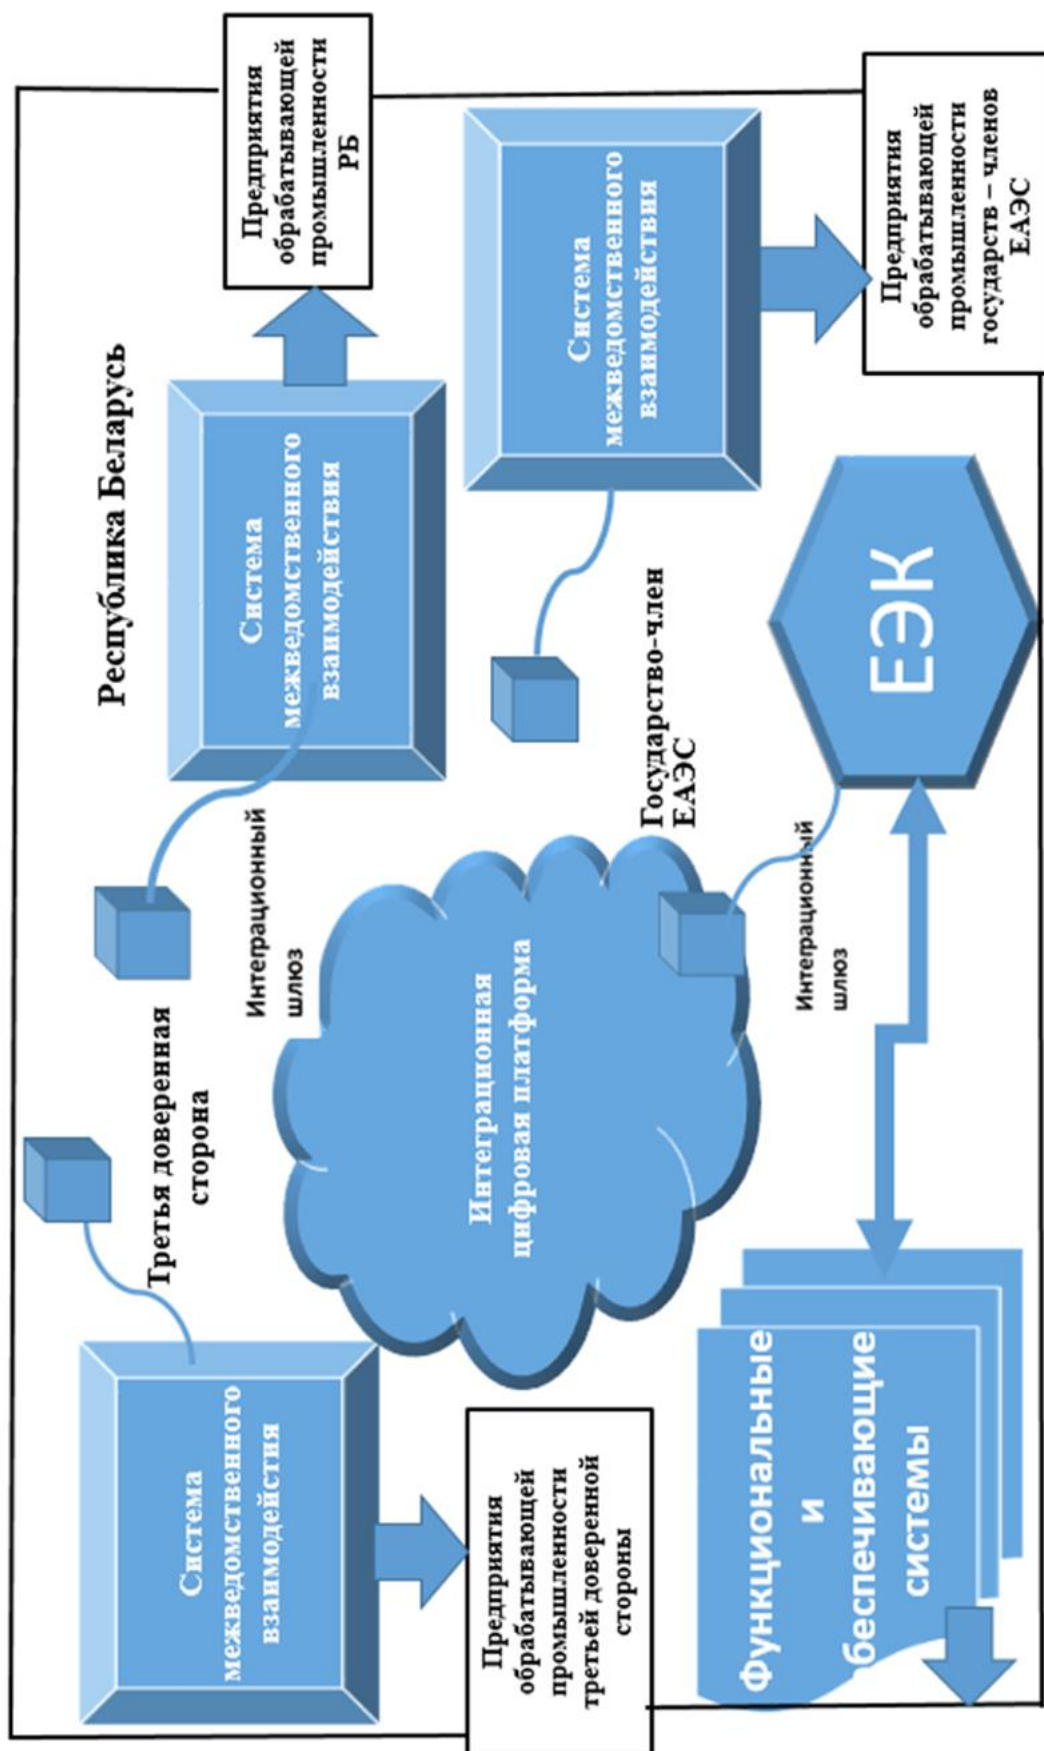 Система
межведомственного
взаимодейстия
Третья доверенная
сторона
Республика Беларусь
Система
межведомственного
взаимодействия
Предприятия
обрабатывающей
промышленности
РБ
Интеграционный
шлюз
Предприятия
обрабатывающей
промышленности
третьей доверенной
стороны
Интеграционная
цифровая платформа
Государство-член
ЕАЭС
Система
межведомственного
взаимодействия
Предприятия
обрабатывающей
промышленности
государств – членов
ЕАЭС
Функциональные
и
беспечивающие
системы
Интеграционный
шлюз
ЕЭК